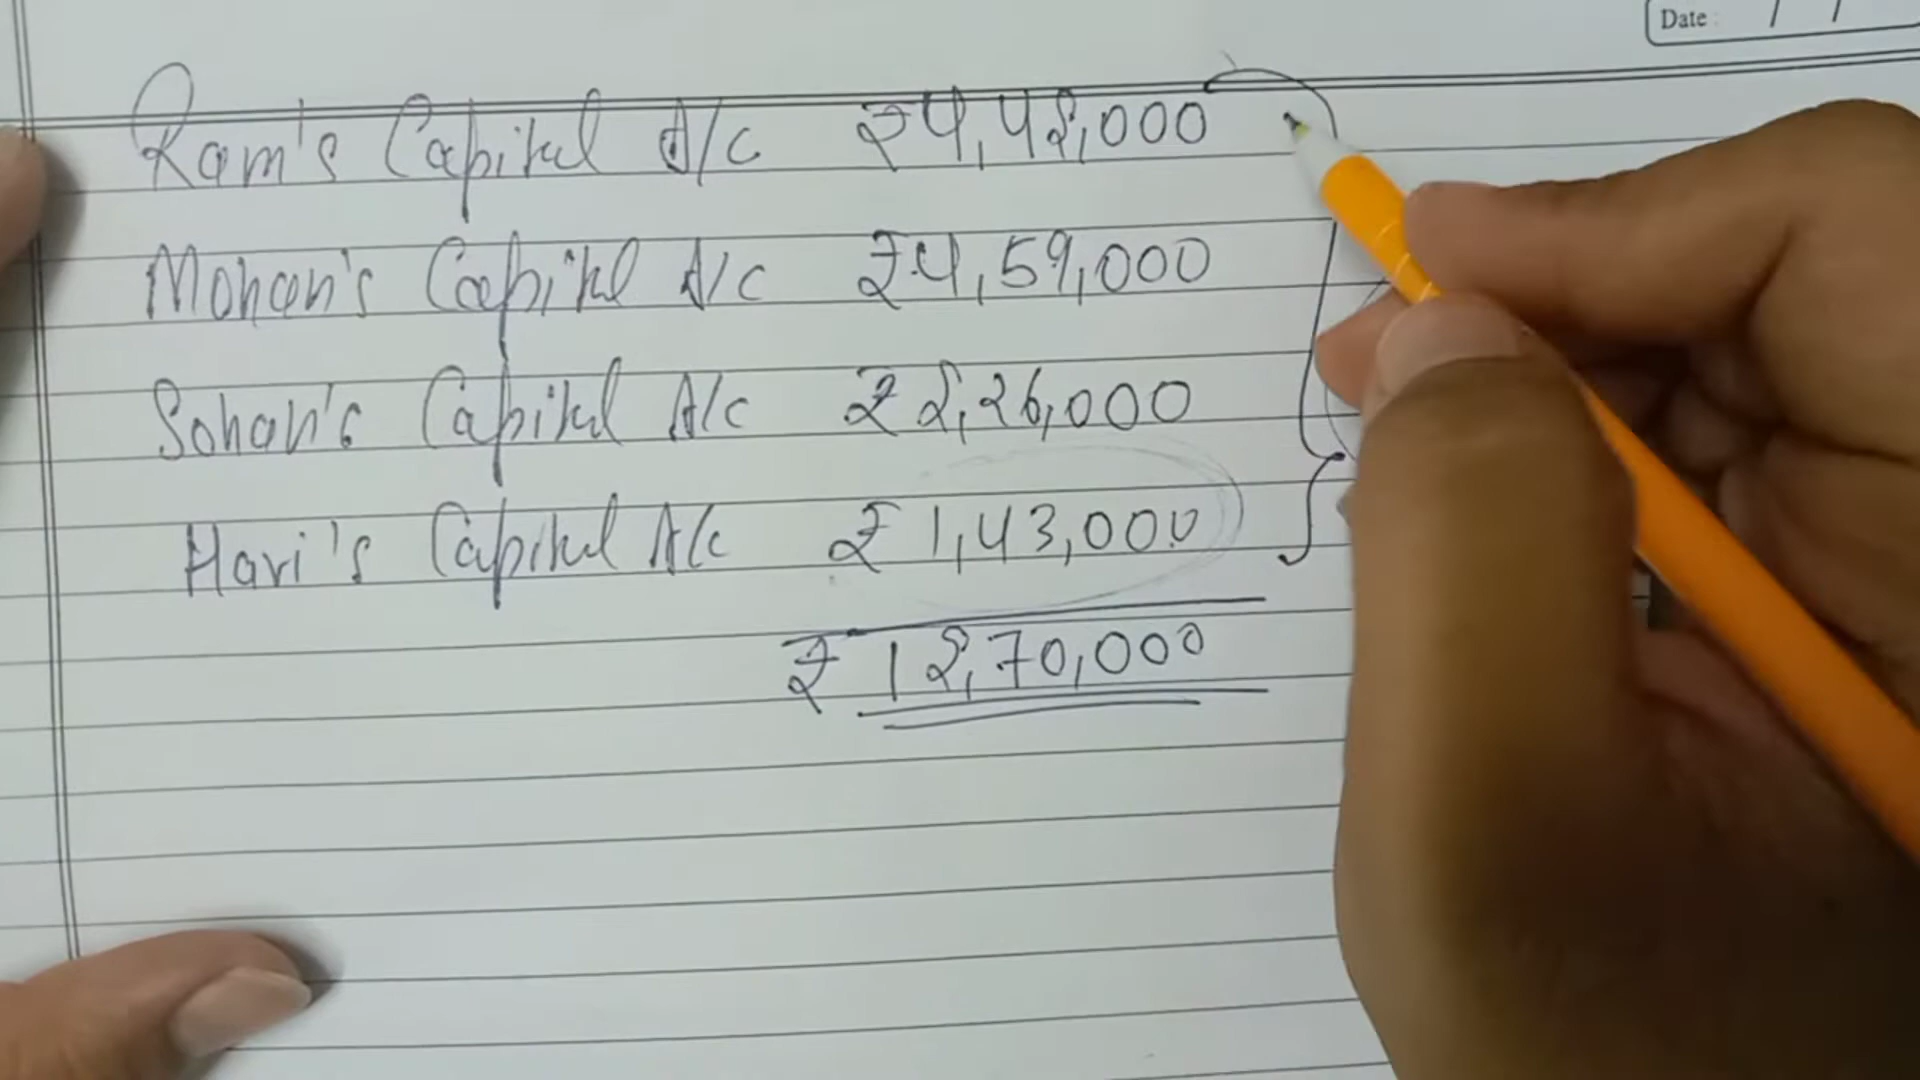 Date :
Ram's Capital A/c ₹4,42,000
Mohan's Capital A/c ₹4,59,000
Sohan's Capital A/c ₹2,26,000
Hari's Capital A/c ₹1,43,000
₹12,70,000